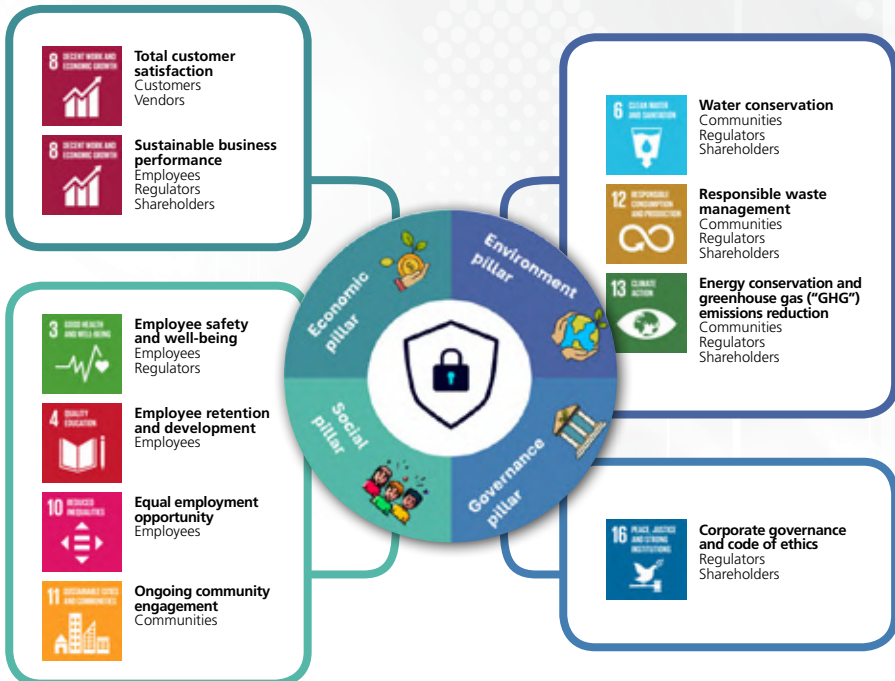 8 DECENT WORK AND
ECONOMIC GROWTH
Total customer
satisfaction
Customers
Vendors
8 DECENT WORK AND
ECONOMIC GROWTH
Sustainable business
performance
Employees
Regulators
Shareholders
3 GOOD HEALTH
AND WELL-BEING
Employee safety
and well-being
Employees
Regulators
4 QUALITY
EDUCATION
Employee retention
and development
Employees
10 REDUCED
INEQUALITIES
Equal employment
opportunity
Employees
11 SUSTAINABLE CITIES
AND COMMUNITIES
Ongoing community
engagement
Communities
Economic
pillar
Environment
pillar
Social
pillar
Governance
pillar
6 CLEAN WATER
AND SANITATION
Water conservation
Communities
Regulators
Shareholders
12 RESPONSIBLE
CONSUMPTION
AND PRODUCTION
Responsible waste
management
Communities
Regulators
Shareholders
13 CLIMATE
ACTION
Energy conservation and
greenhouse gas (“GHG”)
emissions reduction
Communities
Regulators
Shareholders
16 PEACE, JUSTICE
AND STRONG
INSTITUTIONS
Corporate governance
and code of ethics
Regulators
Shareholders